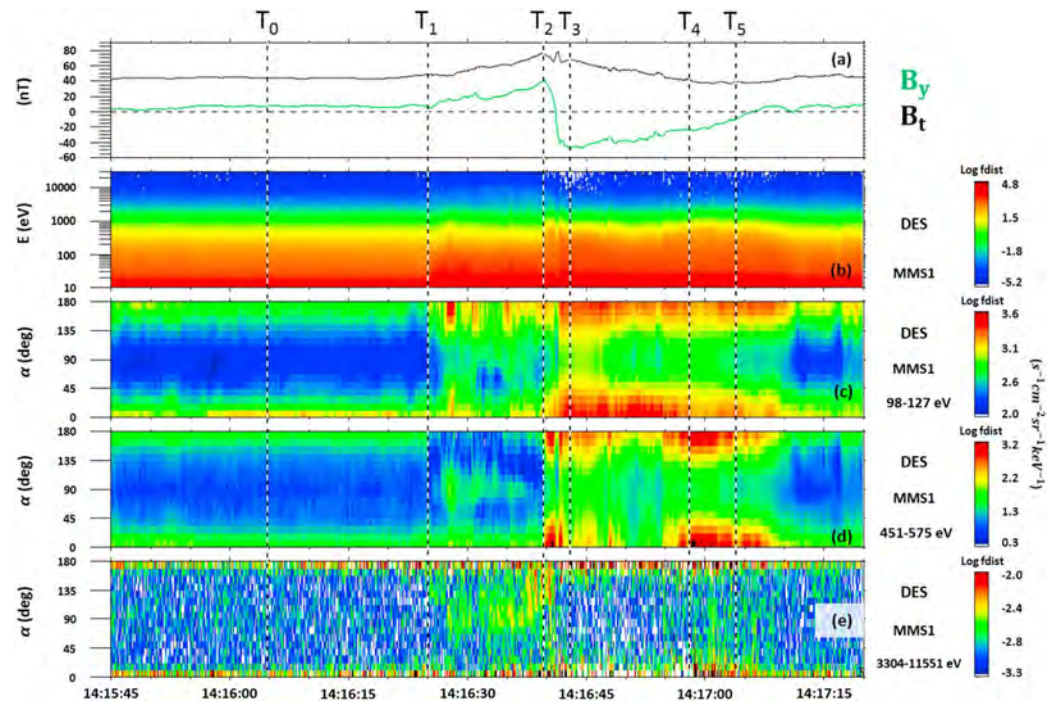 T0 T1 T2 T3 T4 T5
80
60
40
20
0
-20
-40
-60
(nT)
(a)
By
Bt
10000
1000
100
10
E (eV)
(b)
DES
MMS1
Log fdist
4.8
1.5
-1.8
-5.2
180
135
90
45
0
α (deg)
(c)
DES
MMS1
98-127 eV
Log fdist
3.6
3.1
2.6
2.0
(s⁻¹cm⁻²sr⁻¹keV⁻¹)
180
135
90
45
0
α (deg)
(d)
DES
MMS1
451-575 eV
Log fdist
3.2
2.3
1.3
0.3
180
135
90
45
0
α (deg)
(e)
DES
MMS1
3304-11551 eV
Log fdist
-2.0
-2.4
-2.8
-3.3
14:15:45 14:16:00 14:16:15 14:16:30 14:16:45 14:17:00 14:17:15